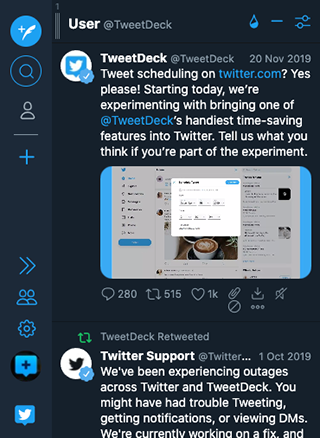 1
User @TweetDeck
TweetDeck @TweetDeck 20 Nov 2019
Tweet scheduling on twitter.com? Yes
please! Starting today, we're
experimenting with bringing one of
@TweetDeck's handiest time-saving
features into Twitter. Tell us what you
think if you're part of the experiment.
280 515 1k
TweetDeck Retweeted
Twitter Support @Twitter... 1 Oct 2019
We've been experiencing outages
across Twitter and TweetDeck. You
might have had trouble Tweeting,
getting notifications, or viewing DMs.
We're currently working on a fix, and